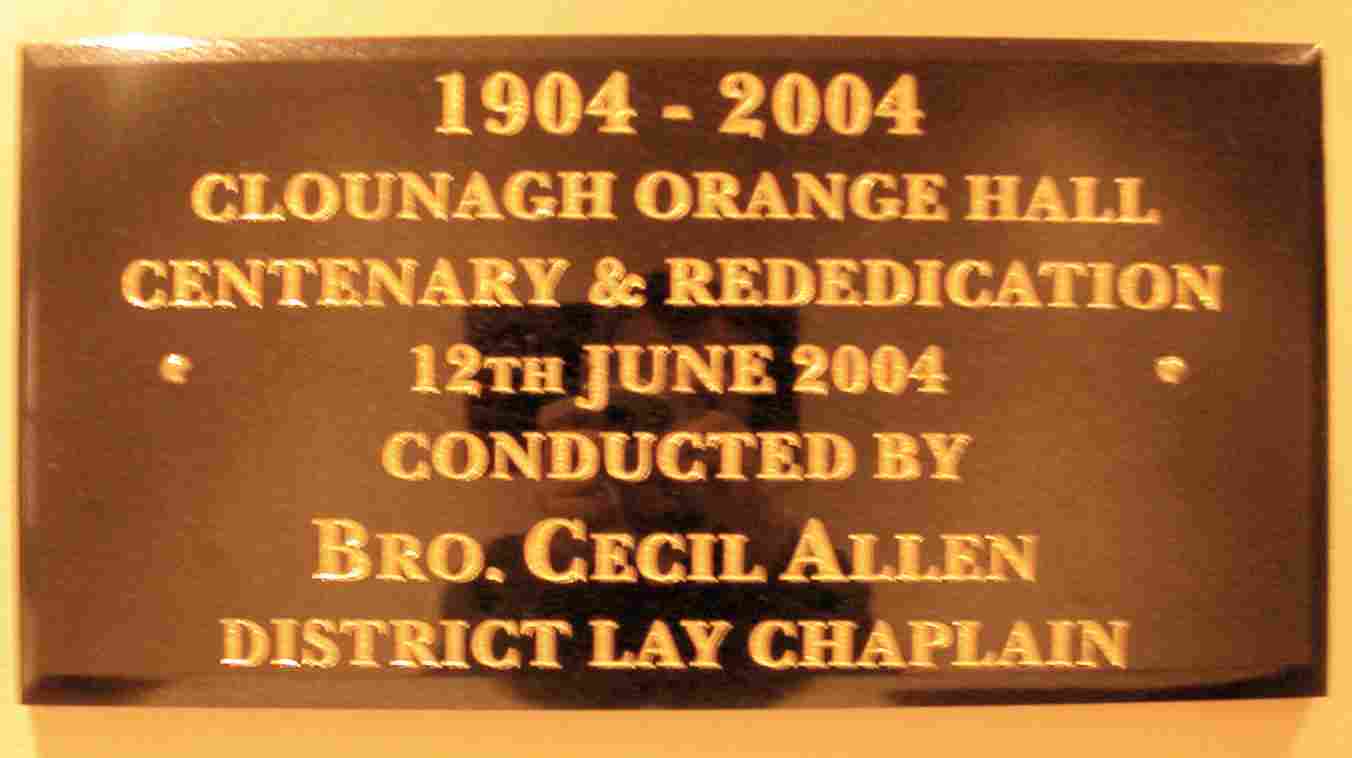 1904 - 2004
CLOUNAGH ORANGE HALL
CENTENARY & REDEDICATION
12TH JUNE 2004
CONDUCTED BY
BRO. CECIL ALLEN
DISTRICT LAY CHAPLAIN